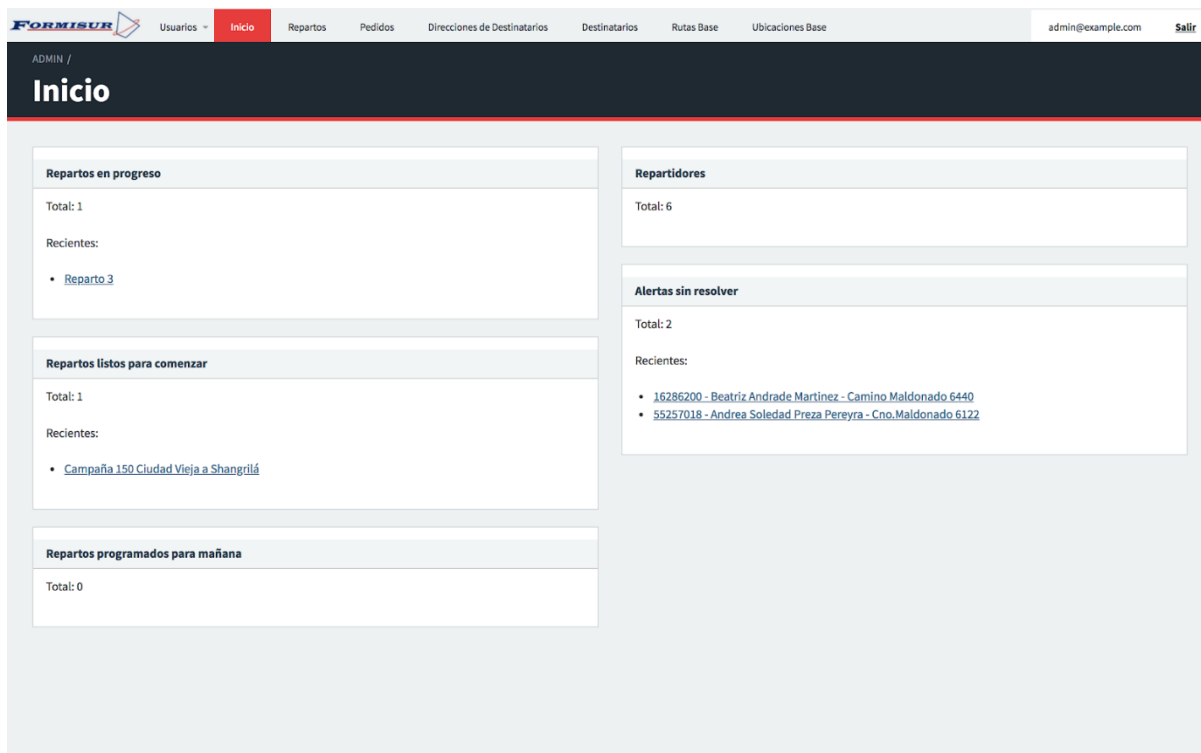 FORMISUR Usuarios Inicio Repartos Pedidos Direcciones de Destinatarios Destinatarios Rutas Base Ubicaciones Base admin@example.com Salir
ADMIN /
Inicio
Repartos en progreso
Total: 1
Recientes:
• Reparto 3
Repartos listos para comenzar
Total: 1
Recientes:
• Campaña 150 Ciudad Vieja a Shangrilá
Repartos programados para mañana
Total: 0
Repartidores
Total: 6
Alertas sin resolver
Total: 2
Recientes:
• 16286200 - Beatriz Andrade Martinez - Camino Maldonado 6440
• 55257018 - Andrea Soledad Preza Pereyra - Cno.Maldonado 6122